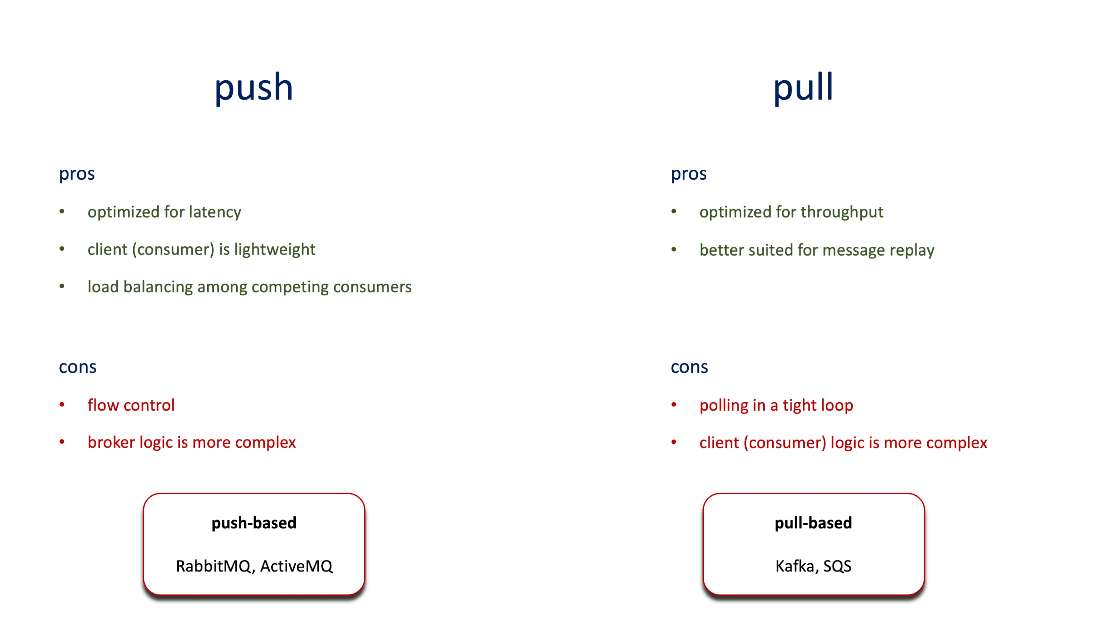 push
pros
• optimized for latency
• client (consumer) is lightweight
• load balancing among competing consumers
cons
• flow control
• broker logic is more complex
push-based
RabbitMQ, ActiveMQ
pull
pros
• optimized for throughput
• better suited for message replay
cons
• polling in a tight loop
• client (consumer) logic is more complex
pull-based
Kafka, SQS